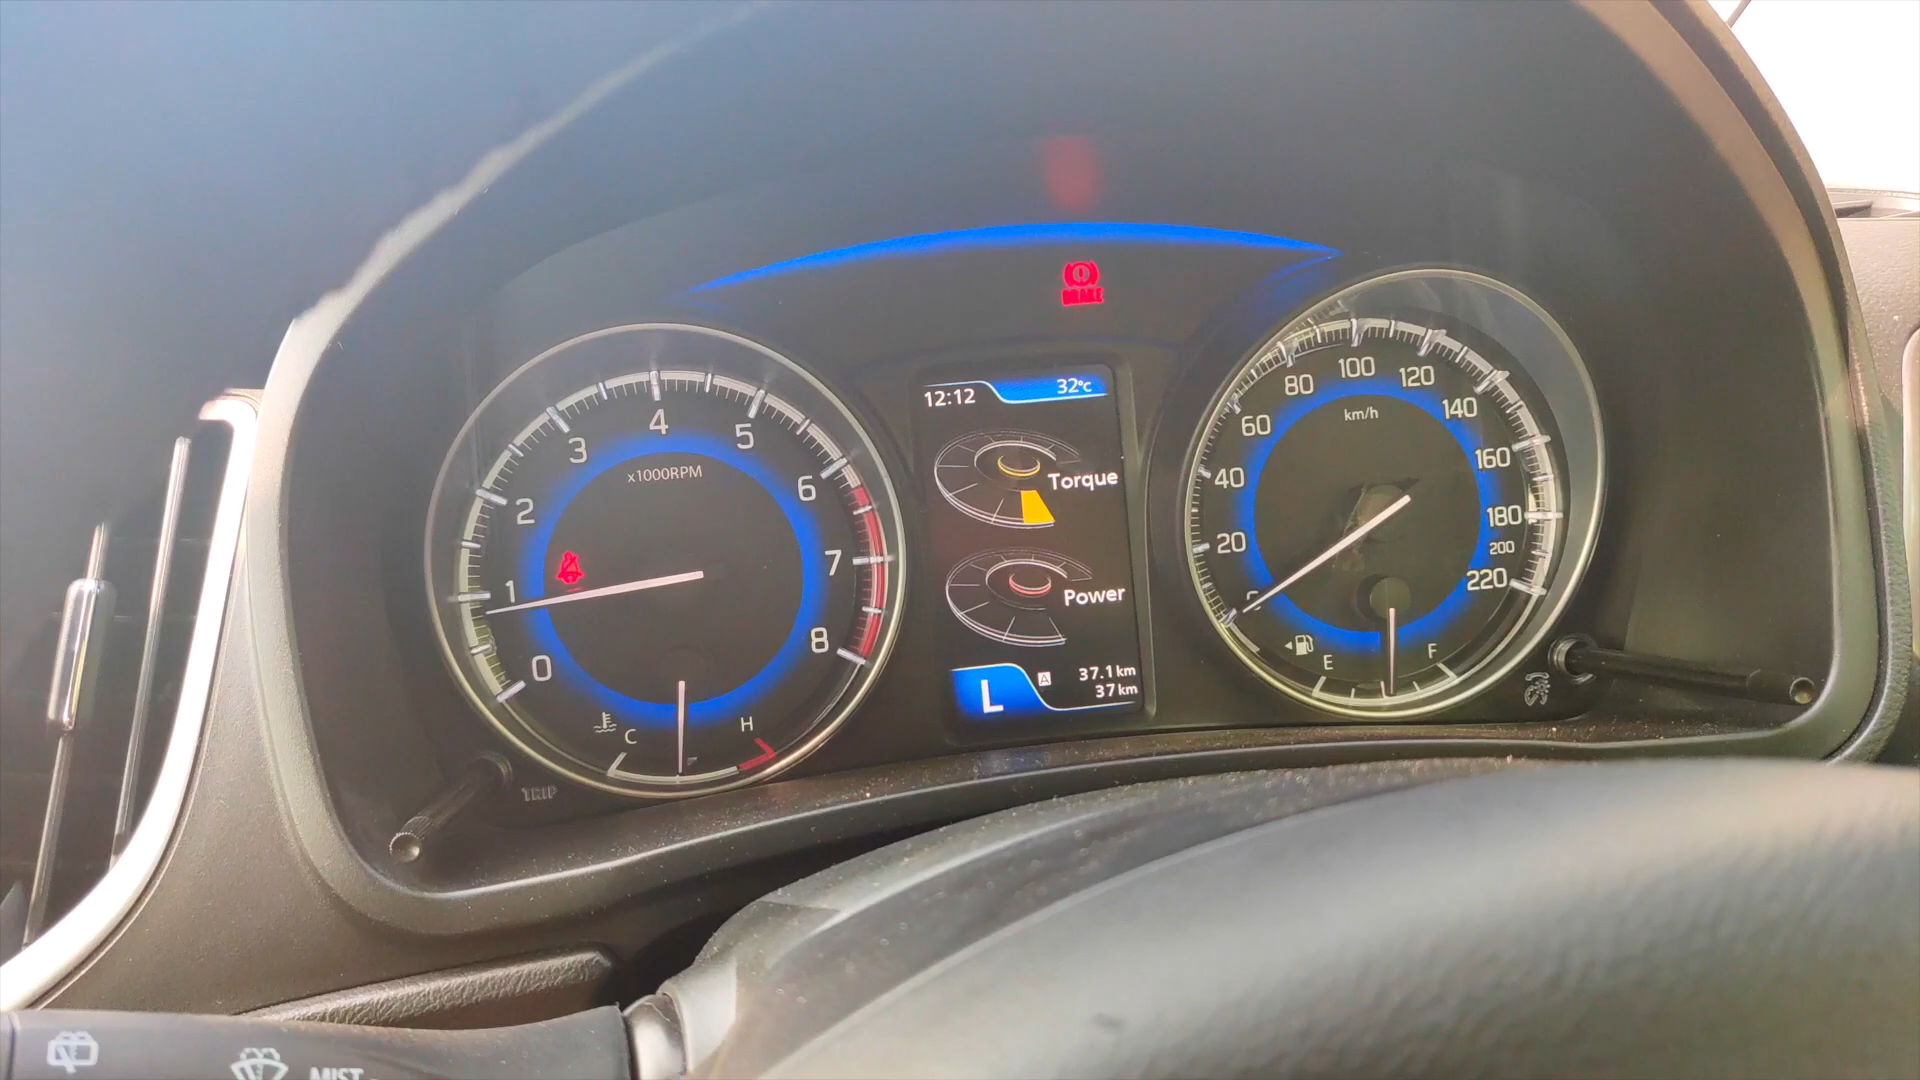 BRAKE
x1000RPM
0
1
2
3
4
5
6
7
8
C
H
TRIP
12:12
32°C
Torque
Power
L
A
37.1 km
37 km
km/h
20
40
60
80
100
120
140
160
180
200
220
E
F
MIST